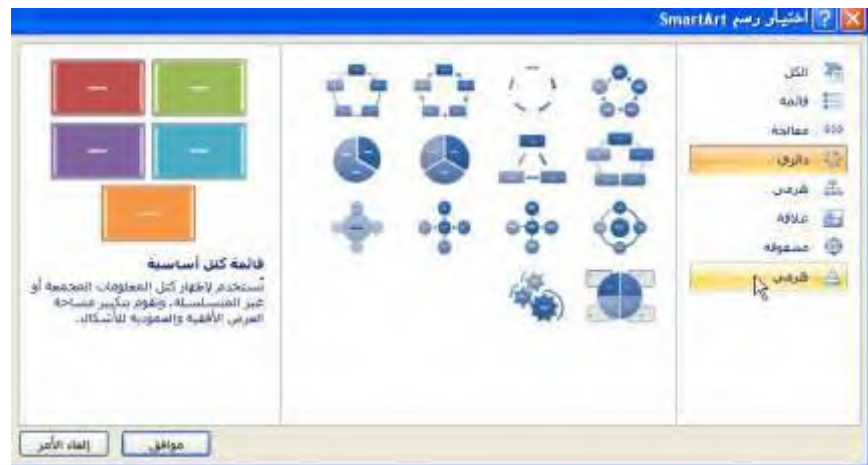 اختيار رسم SmartArt
الكل
قائمة
معالجة
دائري
هرمي
علاقة
مصفوفة
هرمي
قائمة كتل أساسية
تستخدم لإظهار كتل المعلومات المجمعة أو
غير المتسلسلة. وتقوم بتكبير مساحة
العرض الأفقية والعمودية للأشكال.
موافق
إلغاء الأمر